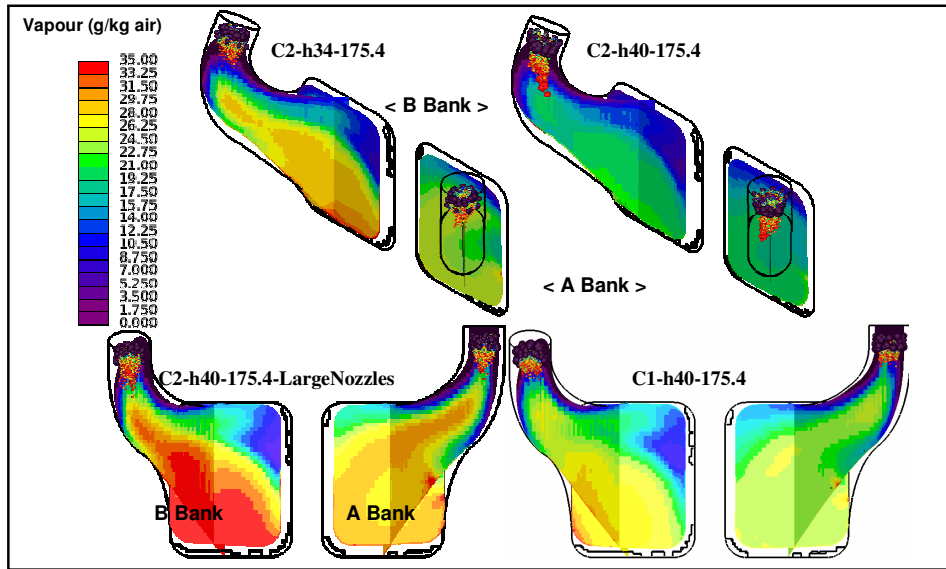 Vapour (g/kg air)
35.00
33.25
31.50
29.75
28.00
26.25
24.50
22.75
21.00
19.25
17.50
15.75
14.00
12.25
10.50
8.750
7.000
5.250
3.500
1.750
0.000
C2-h34-175.4
C2-h40-175.4
< B Bank >
< A Bank >
C2-h40-175.4-LargeNozzles
C1-h40-175.4
B Bank
A Bank